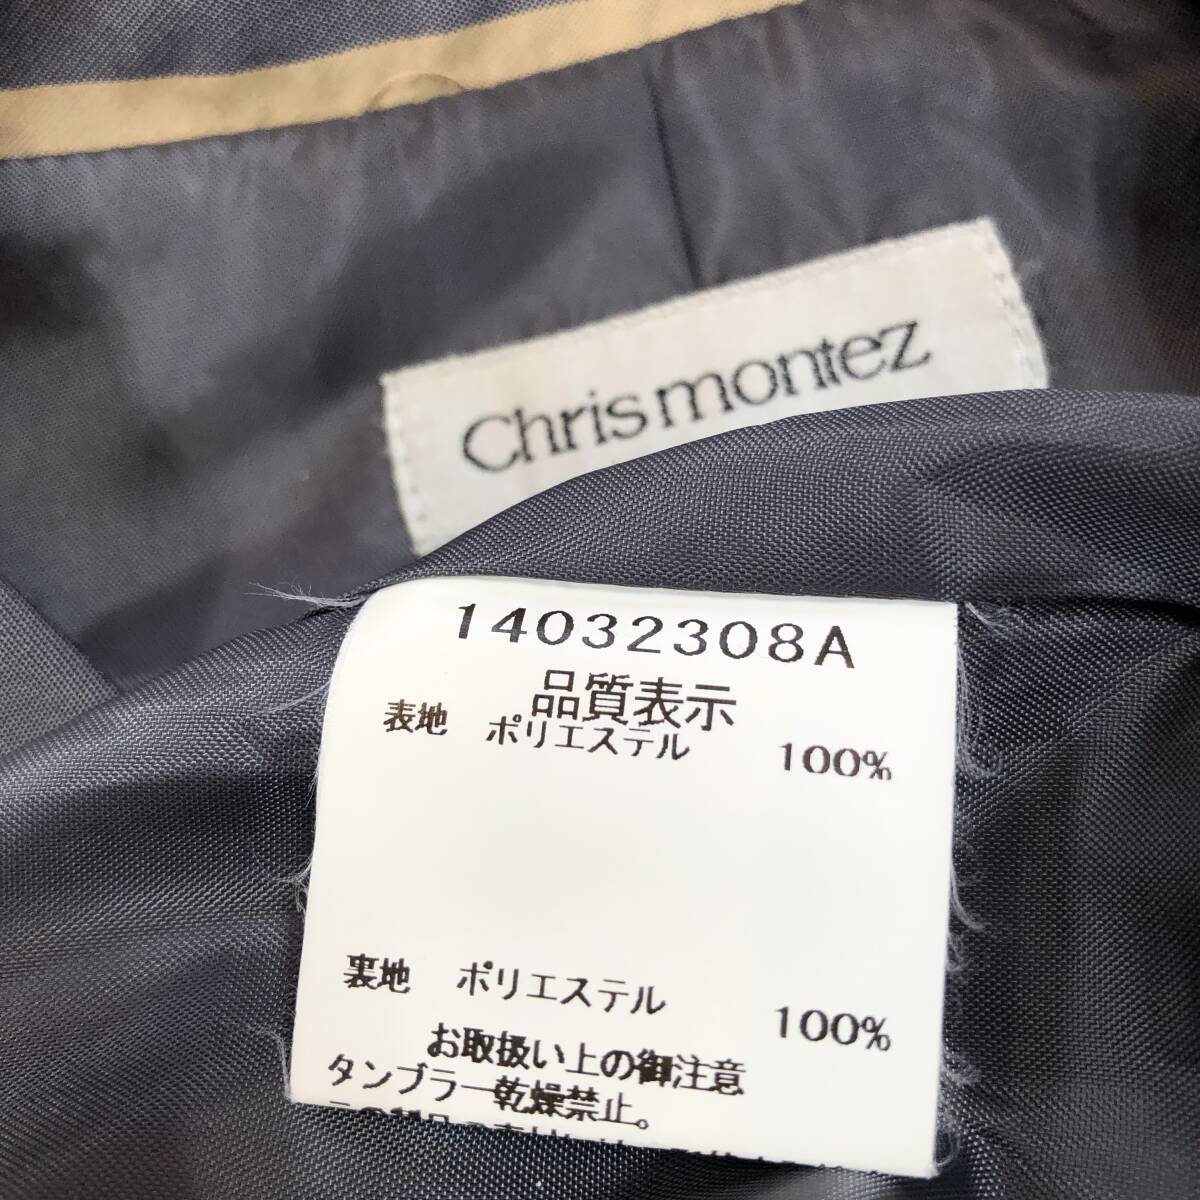 Chris montez
14032308A
品質表示
表地 ポリエステル 100%
裏地 ポリエステル 100%
お取扱い上の御注意
タンブラー乾燥禁止。